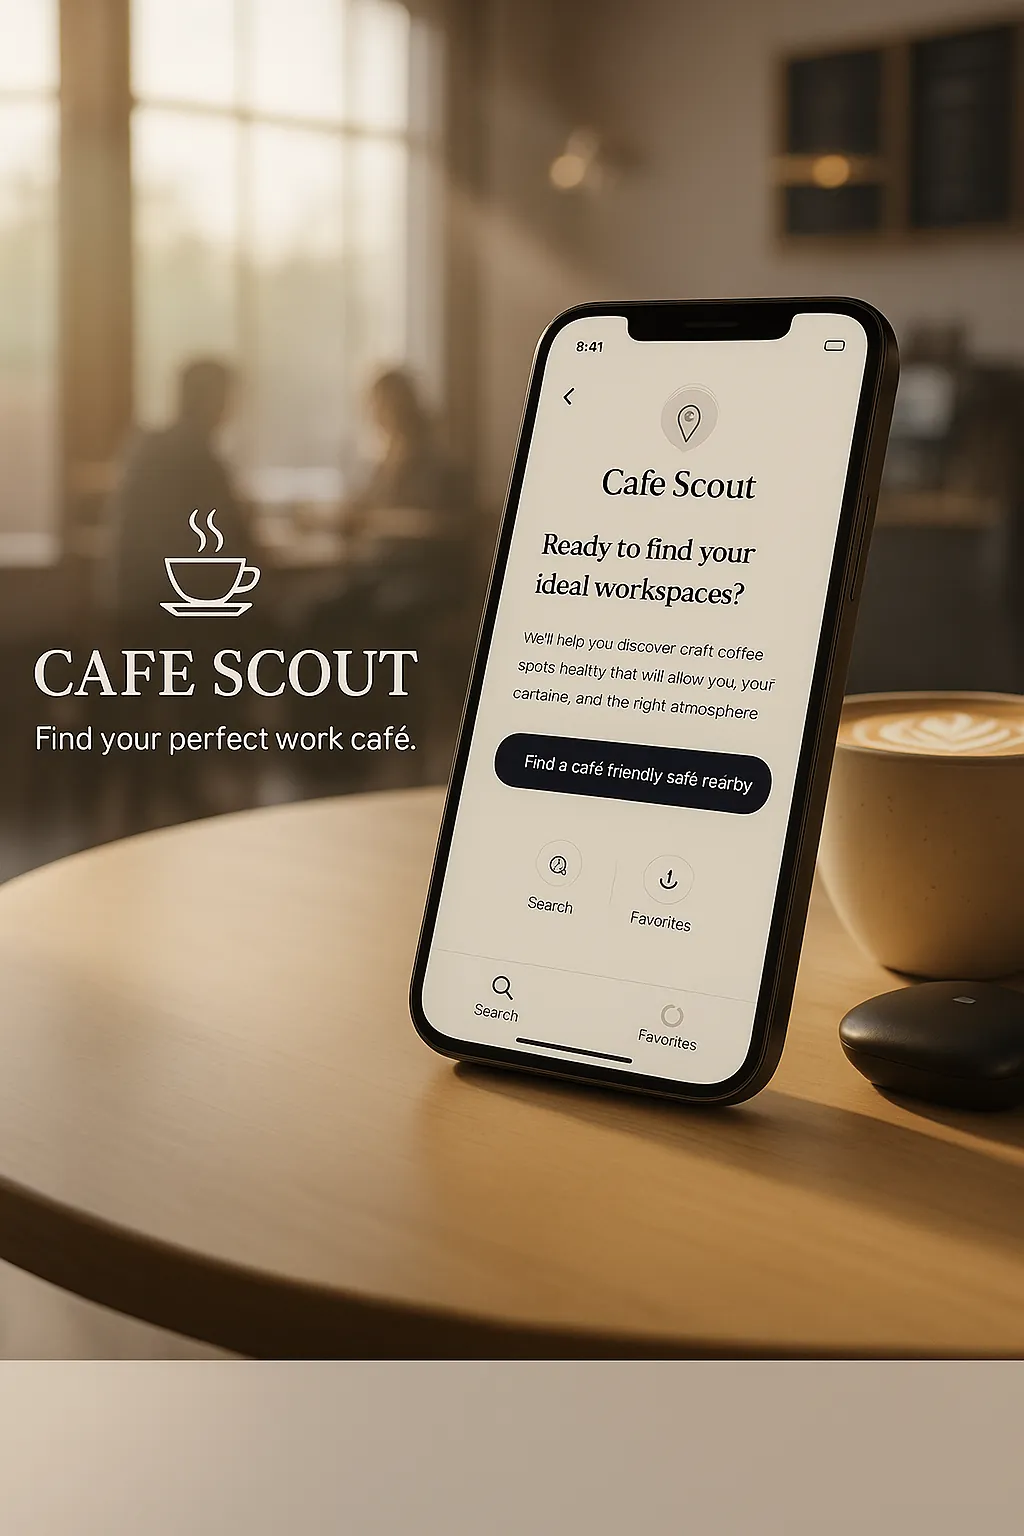 CAFE SCOUT
Find your perfect work café.
8:41
Cafe Scout
Ready to find your
ideal workspaces?
We'll help you discover craft coffee
spots healtty that will allow you, your
cartaine, and the right atmosphere
Find a café friendly safé rearby
Search
Favorites
Search
Favorites